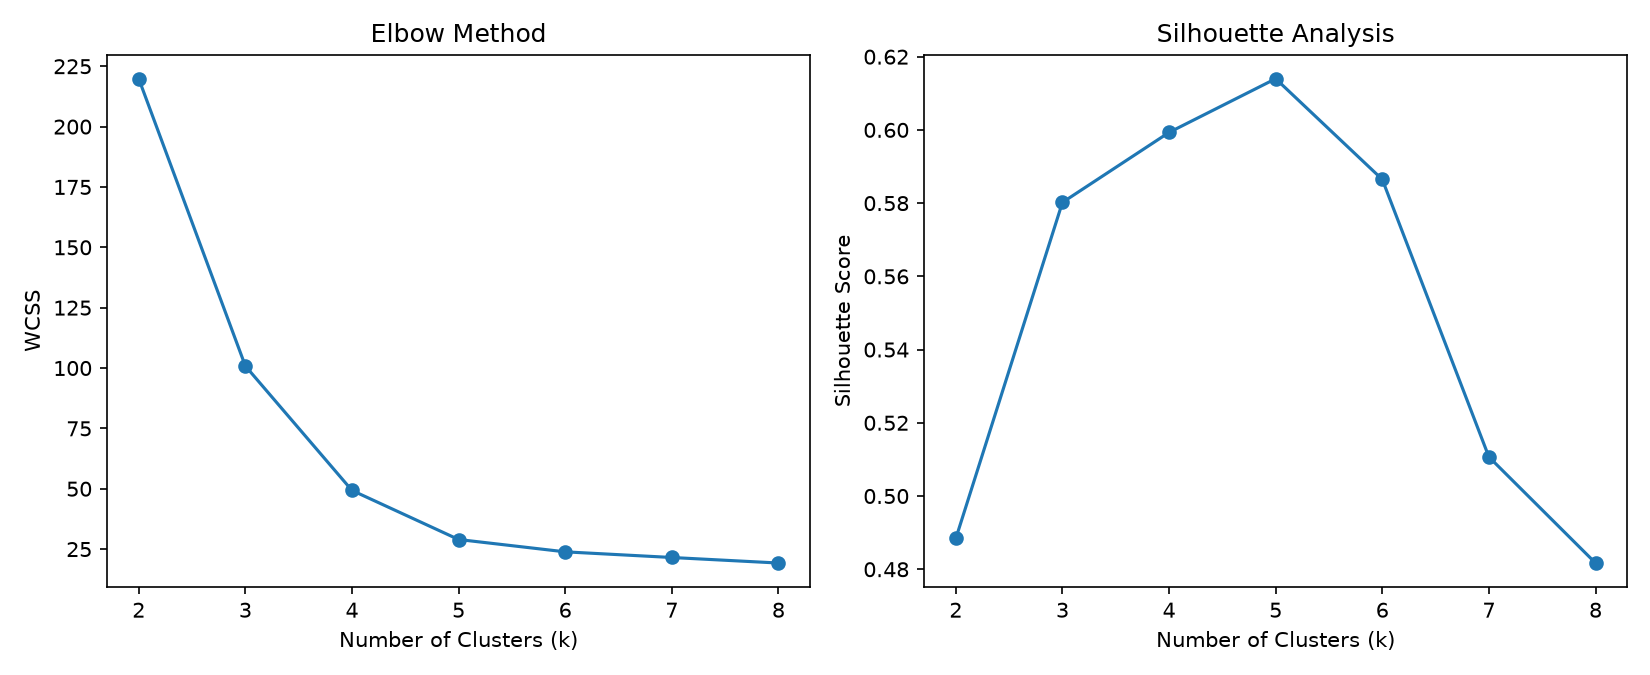 Elbow Method
225
200
175
150
125
100
75
50
25
WCSS
2 3 4 5 6 7 8
Number of Clusters (k)
Silhouette Analysis
0.62
0.60
0.58
0.56
0.54
0.52
0.50
0.48
Silhouette Score
2 3 4 5 6 7 8
Number of Clusters (k)